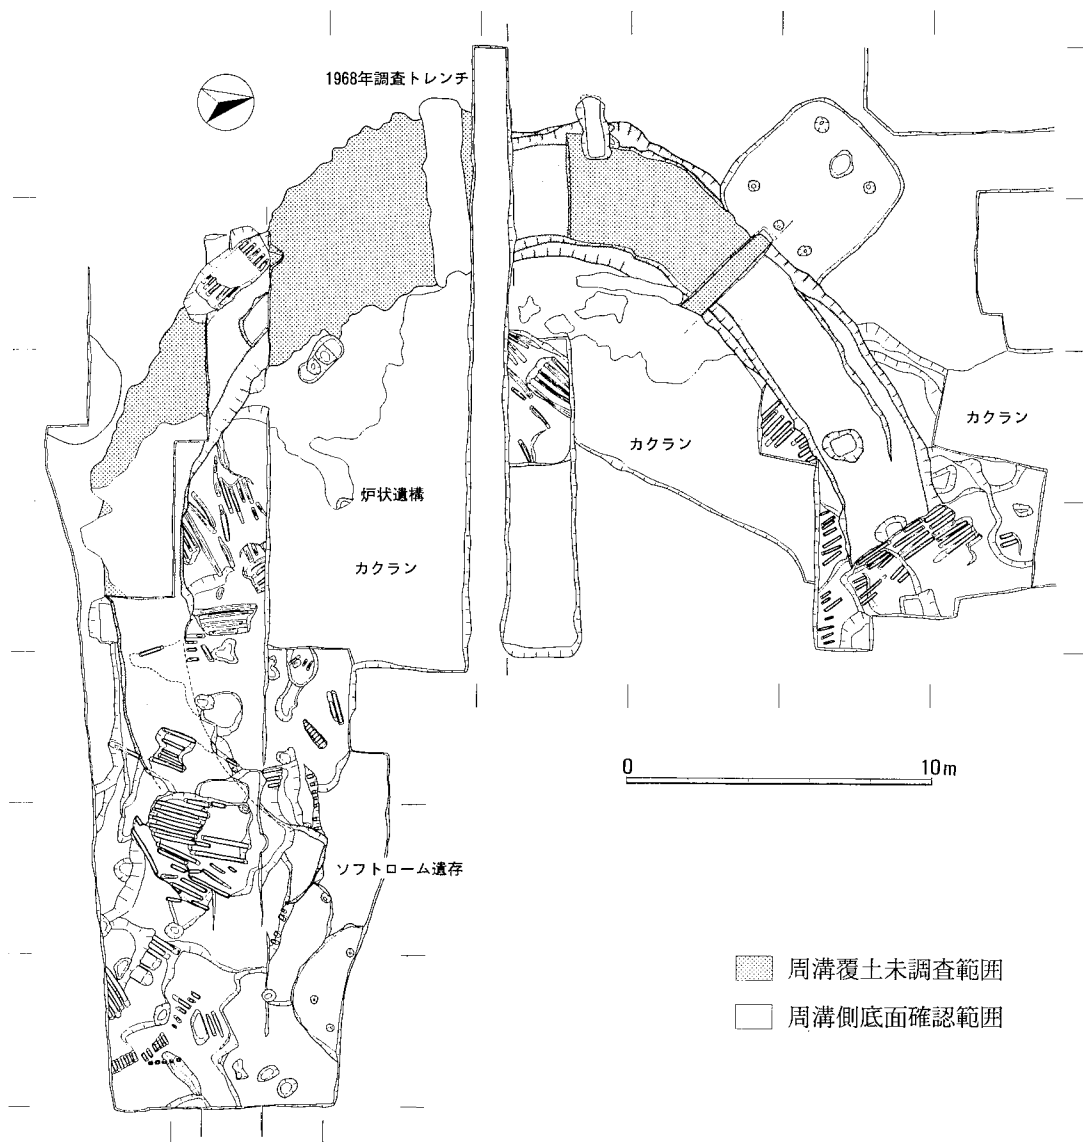 1968年調査トレンチ
カクラン
カクラン
炉状遺構
カクラン
0 10m
ソフトローム遺存
周溝覆土未調査範囲
周溝側底面確認範囲